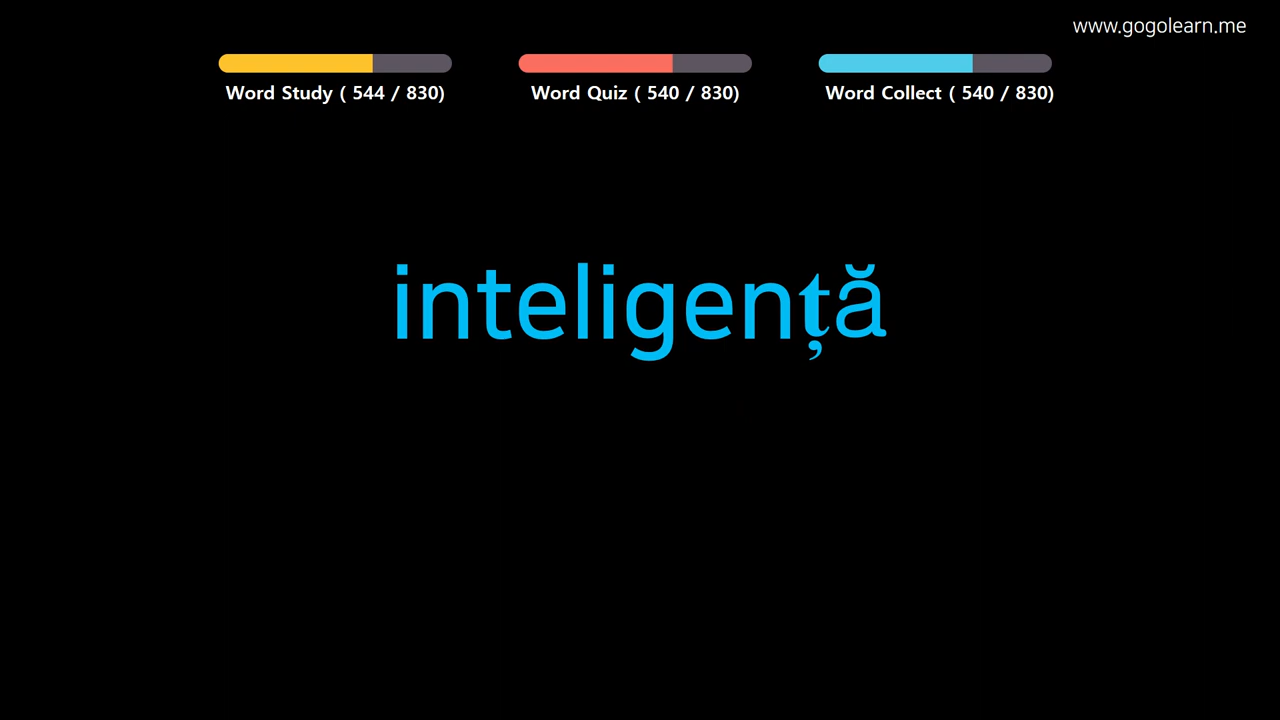 www.gogolearn.me
Word Study ( 544 / 830)
Word Quiz ( 540 / 830)
Word Collect ( 540 / 830)
inteligență